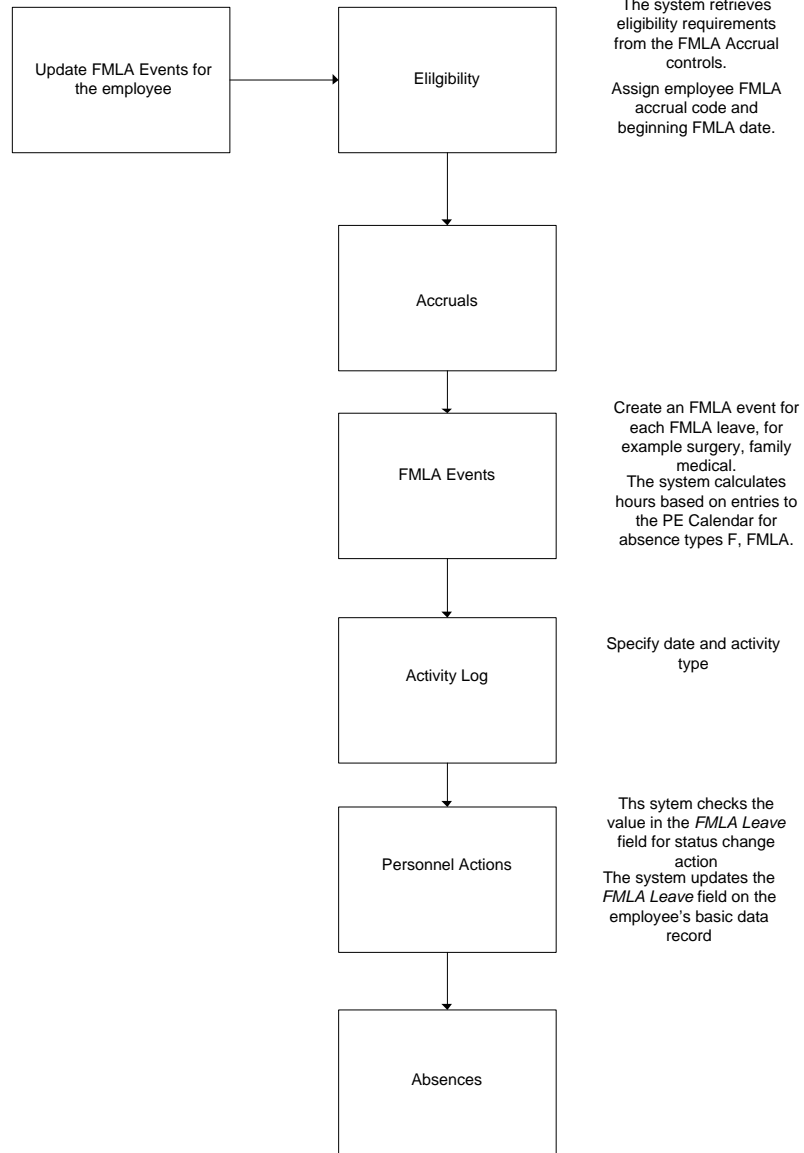 Update FMLA Events for
the employee
Elilgibility
The system retrieves
eligibility requirements
from the FMLA Accrual
controls.
Assign employee FMLA
accrual code and
beginning FMLA date.
Accruals
FMLA Events
Create an FMLA event for
each FMLA leave, for
example surgery, family
medical.
The system calculates
hours based on entries to
the PE Calendar for
absence types F, FMLA.
Activity Log
Specify date and activity
type
Personnel Actions
Ths sytem checks the
value in the FMLA Leave
field for status change
action
The system updates the
FMLA Leave field on the
employee’s basic data
record
Absences